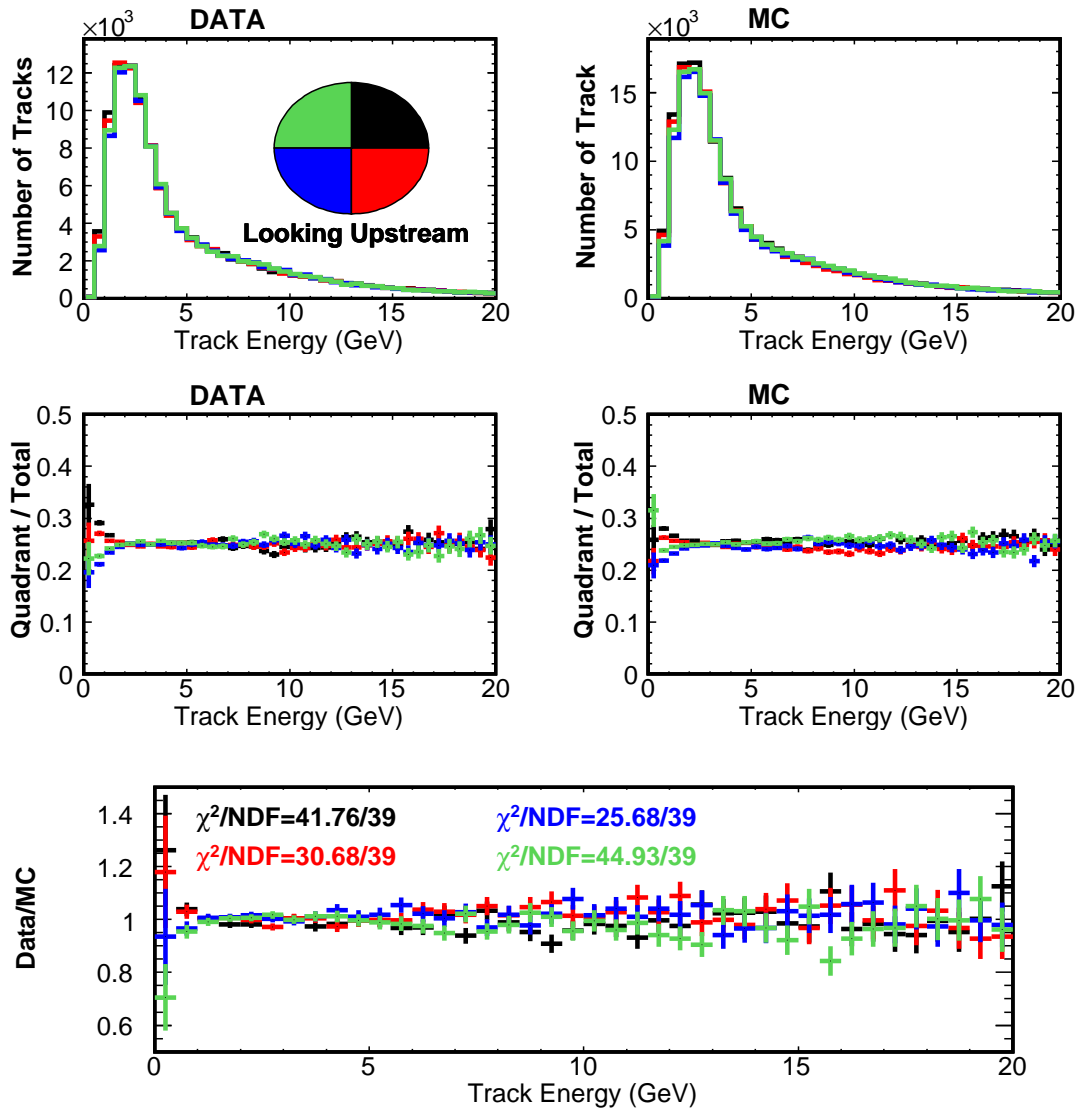 DATA
×10³
Number of Tracks
12
10
8
6
4
2
0
Looking Upstream
0 5 10 15 20
Track Energy (GeV)
MC
×10³
Number of Track
15
10
5
0
0 5 10 15 20
Track Energy (GeV)
DATA
Quadrant / Total
0.5
0.4
0.3
0.2
0.1
0
0 5 10 15 20
Track Energy (GeV)
MC
Quadrant / Total
0.5
0.4
0.3
0.2
0.1
0
0 5 10 15 20
Track Energy (GeV)
Data/MC
1.4
1.2
1
0.8
0.6
χ²/NDF=41.76/39 χ²/NDF=25.68/39
χ²/NDF=30.68/39 χ²/NDF=44.93/39
0 5 10 15 20
Track Energy (GeV)